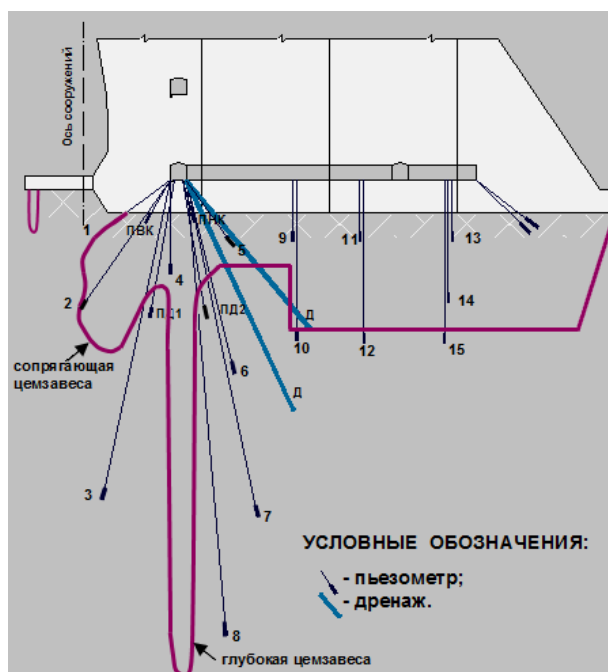 Ось сооружений
1
ПВК
ПНК
5
9
11
13
4
2
ПД1
ПД2
Д
14
10
12
15
сопрягающая
цемзавеса
6
Д
3
7
УСЛОВНЫЕ ОБОЗНАЧЕНИЯ:
- пьезометр;
- дренаж.
8
глубокая цемзавеса